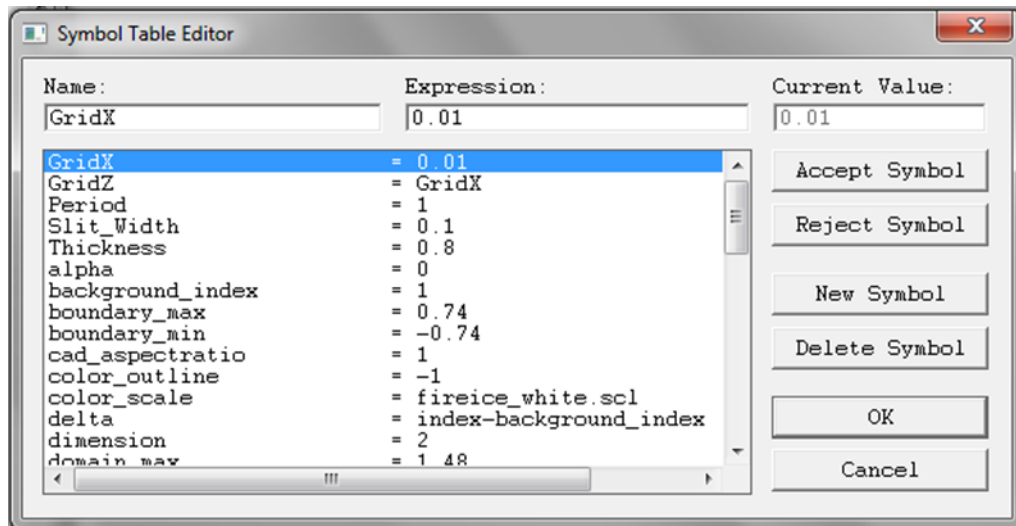 Symbol Table Editor
Name: Expression: Current Value:
GridX 0.01 0.01
GridX = 0.01
GridZ = GridX
Period = 1
Slit_Width = 0.1
Thickness = 0.8
alpha = 0
background_index = 1
boundary_max = 0.74
boundary_min = -0.74
cad_aspectratio = 1
color_outline = -1
color_scale = fireice_white.scl
delta = index-background_index
dimension = 2
domain_max = 1.48
Accept Symbol
Reject Symbol
New Symbol
Delete Symbol
OK
Cancel